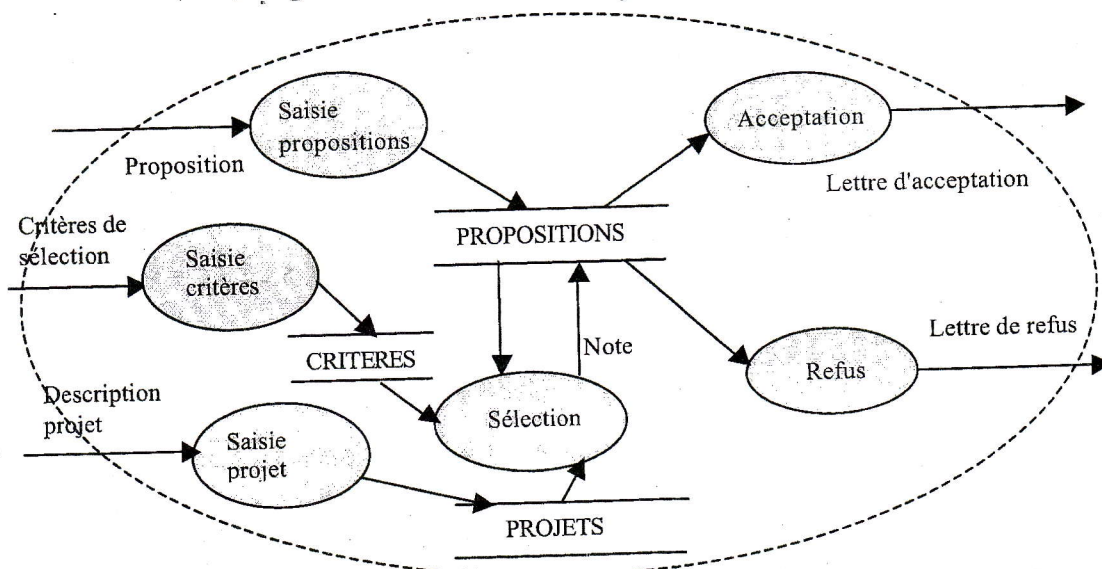 Saisie
propositions
Acceptation
Proposition
Lettre d'acceptation
Critères de
sélection
PROPOSITIONS
Saisie
critères
Lettre de refus
Note
CRITERES
Refus
Description
projet
Sélection
Saisie
projet
PROJETS